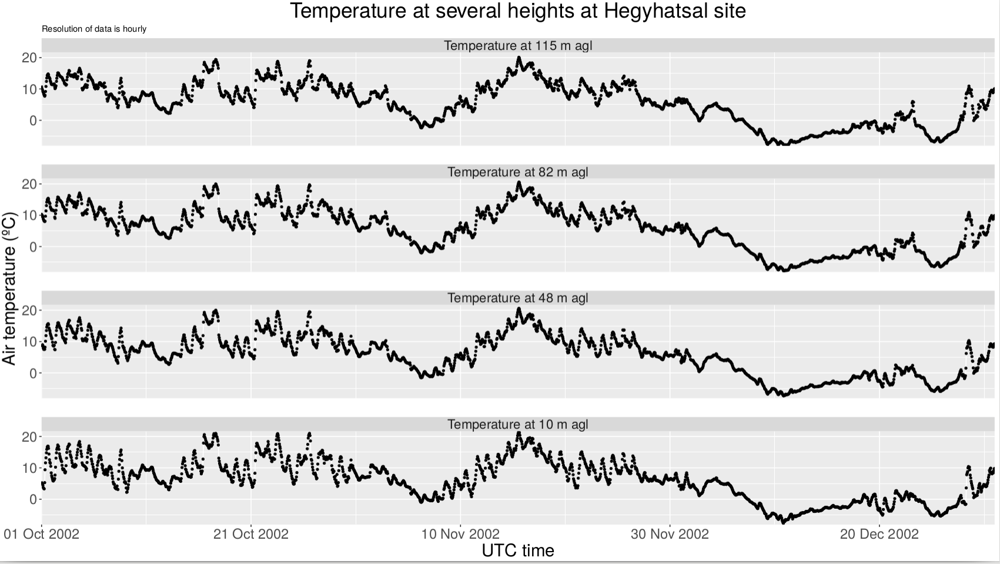 Temperature at several heights at Hegyhatsal site
Resolution of data is hourly
Temperature at 115 m agl
20
10
0
Temperature at 82 m agl
20
10
0
Temperature at 48 m agl
20
10
0
Temperature at 10 m agl
20
10
0
Air temperature (ºC)
01 Oct 2002 21 Oct 2002 10 Nov 2002 30 Nov 2002 20 Dec 2002
UTC time